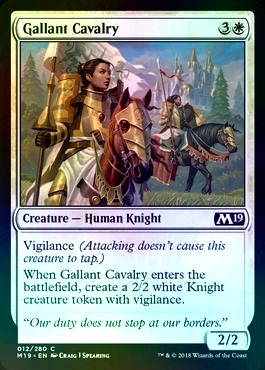 Gallant Cavalry 3
Creature — Human Knight M19
Vigilance (Attacking doesn't cause this
creature to tap.)
When Gallant Cavalry enters the
battlefield, create a 2/2 white Knight
creature token with vigilance.
"Our duty does not stop at our borders."
2/2
012/280 C
M19 • EN Craig J Spearing
™ & © 2018 Wizards of the Coast